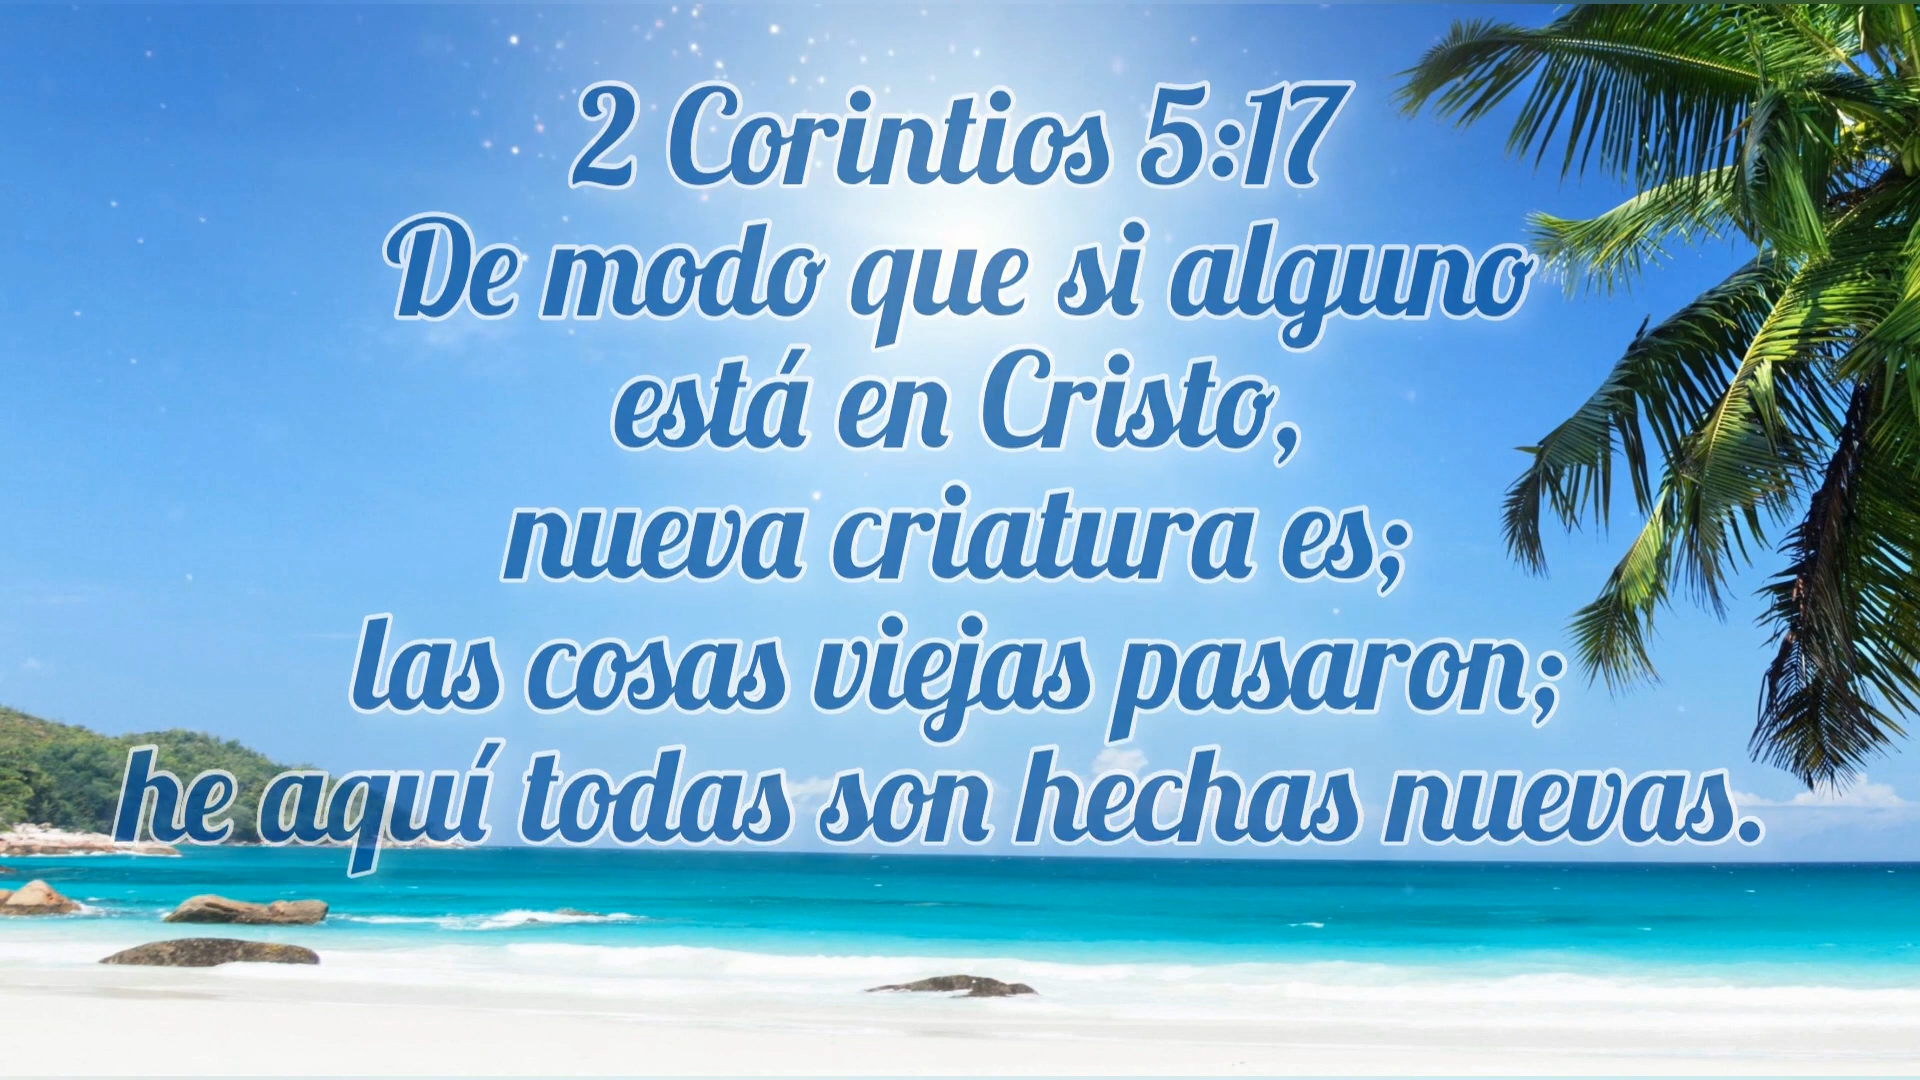 2 Corintios 5:17
De modo que si alguno
está en Cristo,
nueva criatura es;
las cosas viejas pasaron;
he aquí todas son hechas nuevas.